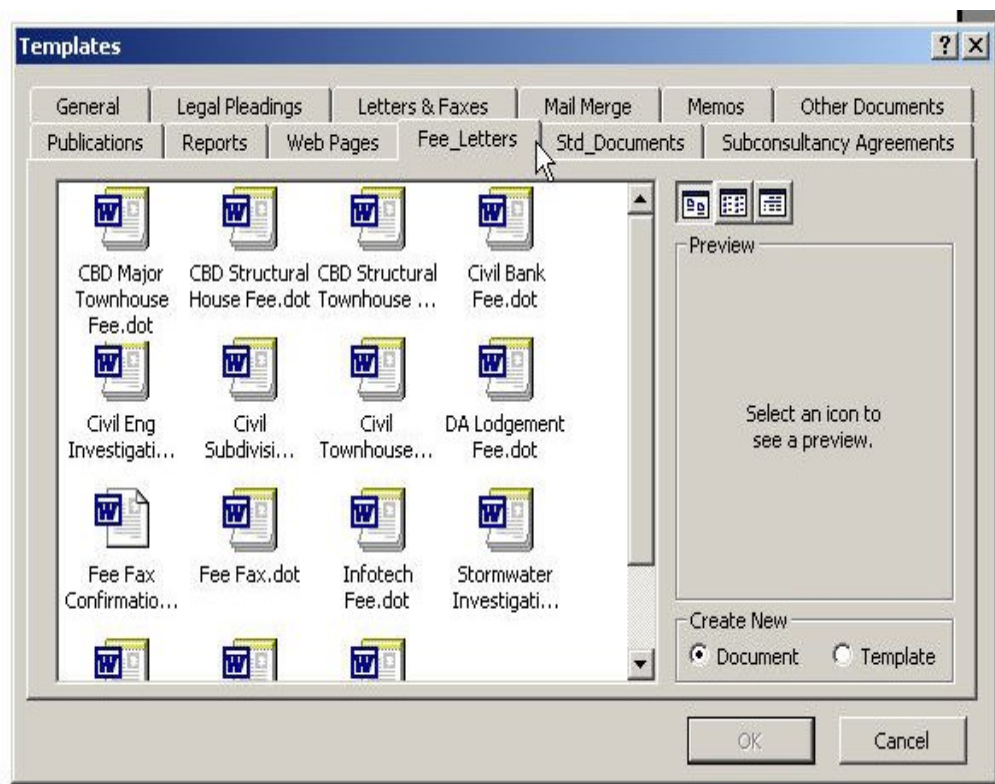 Templates
General Legal Pleadings Letters & Faxes Mail Merge Memos Other Documents
Publications Reports Web Pages Fee_Letters Std_Documents Subconsultancy Agreements
CBD Major
Townhouse
Fee.dot
CBD Structural
House Fee.dot
CBD Structural
Townhouse ...
Civil Bank
Fee.dot
Civil Eng
Investigati...
Civil
Subdivisi...
Civil
Townhouse...
DA Lodgement
Fee.dot
Fee Fax
Confirmatio...
Fee Fax.dot
Infotech
Fee.dot
Stormwater
Investigati...
Preview
Select an icon to
see a preview.
Create New
Document Template
OK Cancel